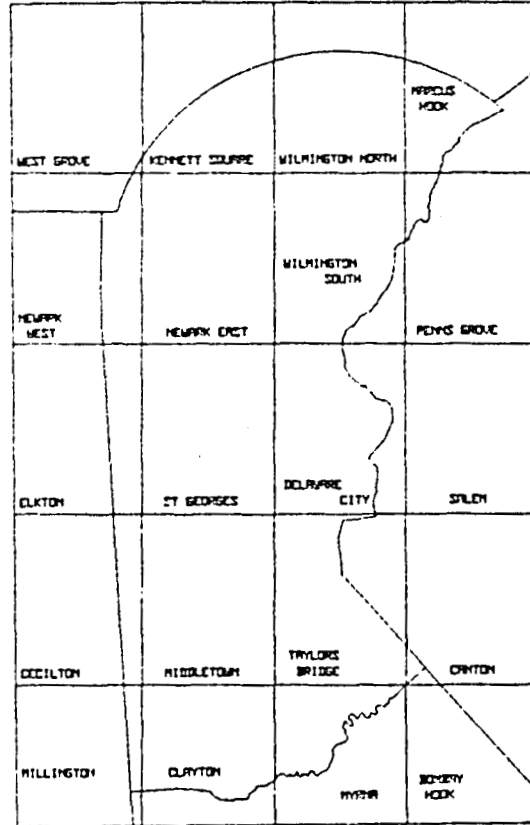 MARCUS
HOOK
WEST GROVE
KENNETT SQUARE
WILMINGTON NORTH
WILMINGTON
SOUTH
NEWARK
WEST
NEWARK EAST
PENNS GROVE
DELAWARE
CITY
ELKTON
ST GEORGES
SALEM
TAYLORS
BRIDGE
CECILTON
MIDDLETOWN
CANTON
MILLINGTON
CLAYTON
SMYRNA
BOMBAY
HOOK